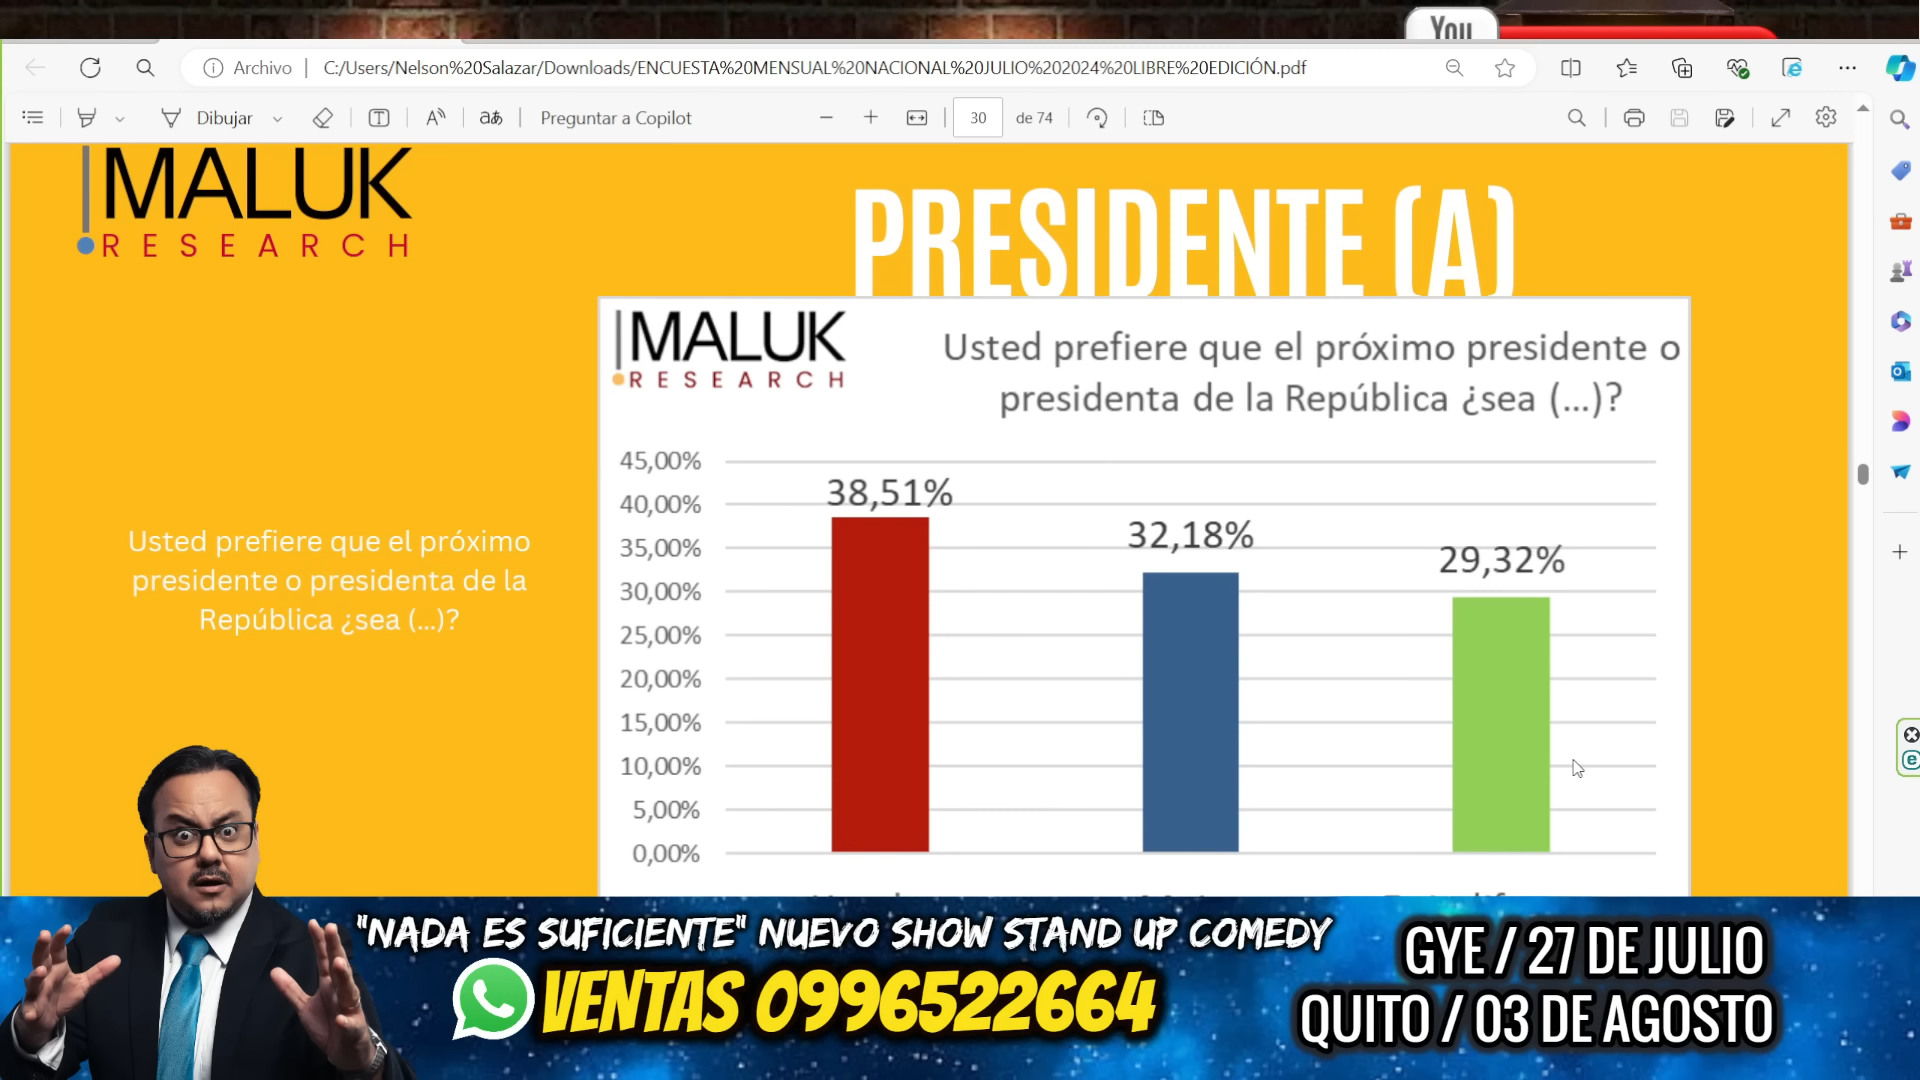 You
Archivo
C:/Users/Nelson%20Salazar/Downloads/ENCUESTA%20MENSUAL%20NACIONAL%20JULIO%202024%20LIBRE%20EDICIÓN.pdf
Dibujar
Preguntar a Copilot
30
de 74
MALUK
RESEARCH
PRESIDENTE (A)
Usted prefiere que el próximo
presidente o presidenta de la
República ¿sea (...)?
MALUK
RESEARCH
Usted prefiere que el próximo presidente o
presidenta de la República ¿sea (...)?
45,00%
40,00%
35,00%
30,00%
25,00%
20,00%
15,00%
10,00%
5,00%
0,00%
38,51%
32,18%
29,32%
"NADA ES SUFICIENTE" NUEVO SHOW STAND UP COMEDY
VENTAS 0996522664
GYE / 27 DE JULIO
QUITO / 03 DE AGOSTO